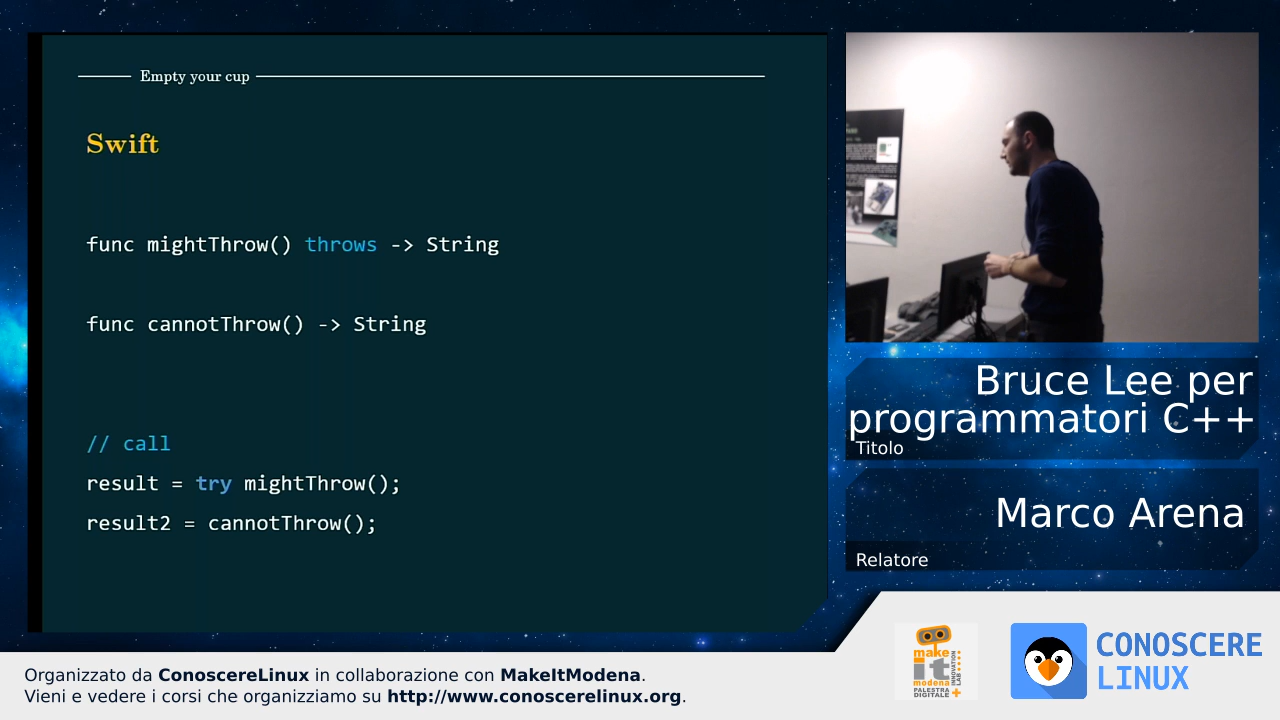 Empty your cup
Swift
func mightThrow() throws -> String
func cannotThrow() -> String
// call
result = try mightThrow();
result2 = cannotThrow();
Bruce Lee per
programmatori C++
Titolo
Marco Arena
Relatore
make
it
modena
PALESTRA
DIGITALE
INNOVATION
LAB
CONOSCERE
LINUX
Organizzato da ConoscereLinux in collaborazione con MakeItModena.
Vieni e vedere i corsi che organizziamo su http://www.conoscerelinux.org.